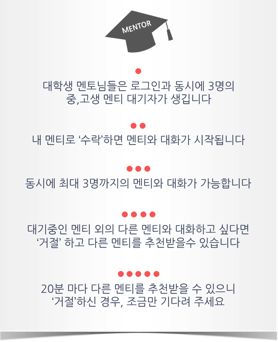 MENTOR
대학생 멘토님들은 로그인과 동시에 3명의
중,고생 멘티 대기자가 생깁니다
내 멘티로 '수락'하면 멘티와 대화가 시작됩니다
동시에 최대 3명까지의 멘티와 대화가 가능합니다
대기중인 멘티 외의 다른 멘티와 대화하고 싶다면
'거절' 하고 다른 멘티를 추천받을수 있습니다
20분 마다 다른 멘티를 추천받을 수 있으니
'거절'하신 경우, 조금만 기다려 주세요